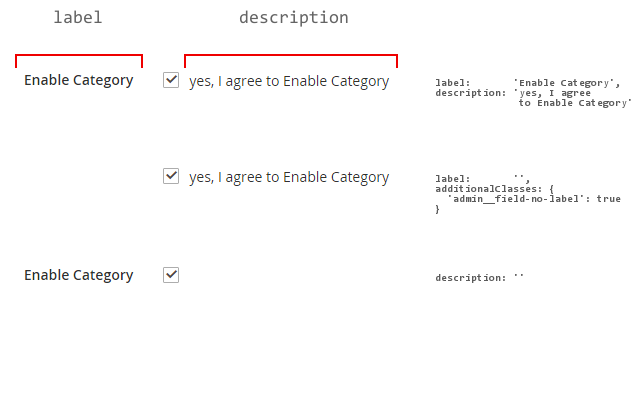 label description
Enable Category yes, I agree to Enable Category
label: 'Enable Category',
description: 'yes, I agree
to Enable Category'
yes, I agree to Enable Category
label: '',
additionalClasses: {
'admin__field-no-label': true
}
Enable Category
description: ''